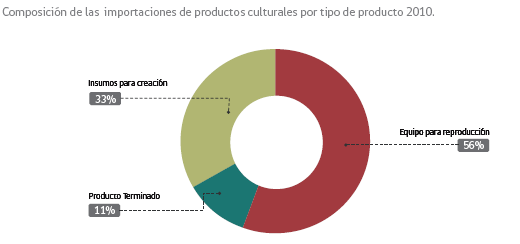 Composición de las importaciones de productos culturales por tipo de producto 2010.
Insumos para creación
33%
Equipo para reproducción
56%
Producto Terminado
11%